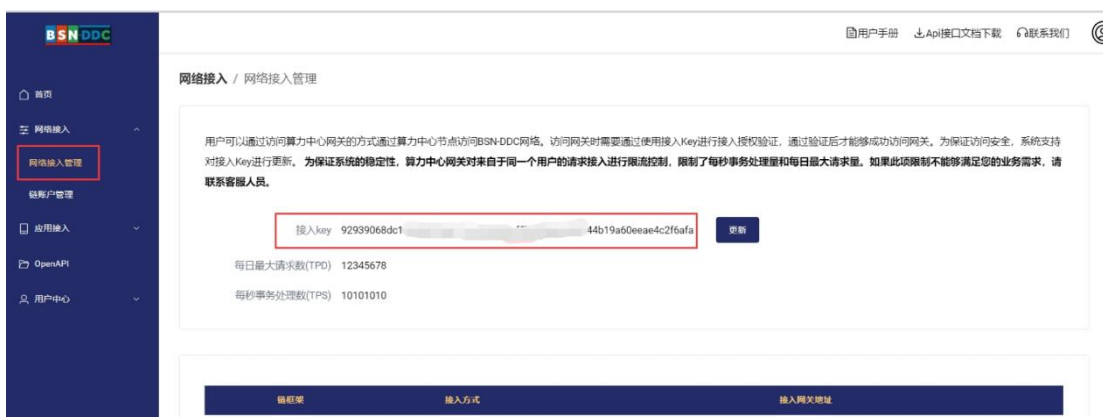 BSN DDC
用户手册 Api接口文档下载 联系我们
网络接入 / 网络接入管理
首页
网络接入
网络接入管理
链账户管理
应用接入
OpenAPI
用户中心
用户可以通过访问算力中心网关的方式通过算力中心节点访问BSN-DDC网络。访问网关时需要通过使用接入Key进行接入授权验证，通过验证后才能够成功访问网关。为保证访问安全，系统支持
对接入Key进行更新。为保证系统的稳定性，算力中心网关对来自于同一个用户的请求接入进行限流控制，限制了每秒事务处理量和每日最大请求量。如果此项限制不能够满足您的业务需求，请
联系客服人员。
接入key 92939068dc1 44b19a60eeae4c2f6afa 更新
每日最大请求数(TPD) 12345678
每秒事务处理数(TPS) 10101010
链框架 接入方式 接入网关地址